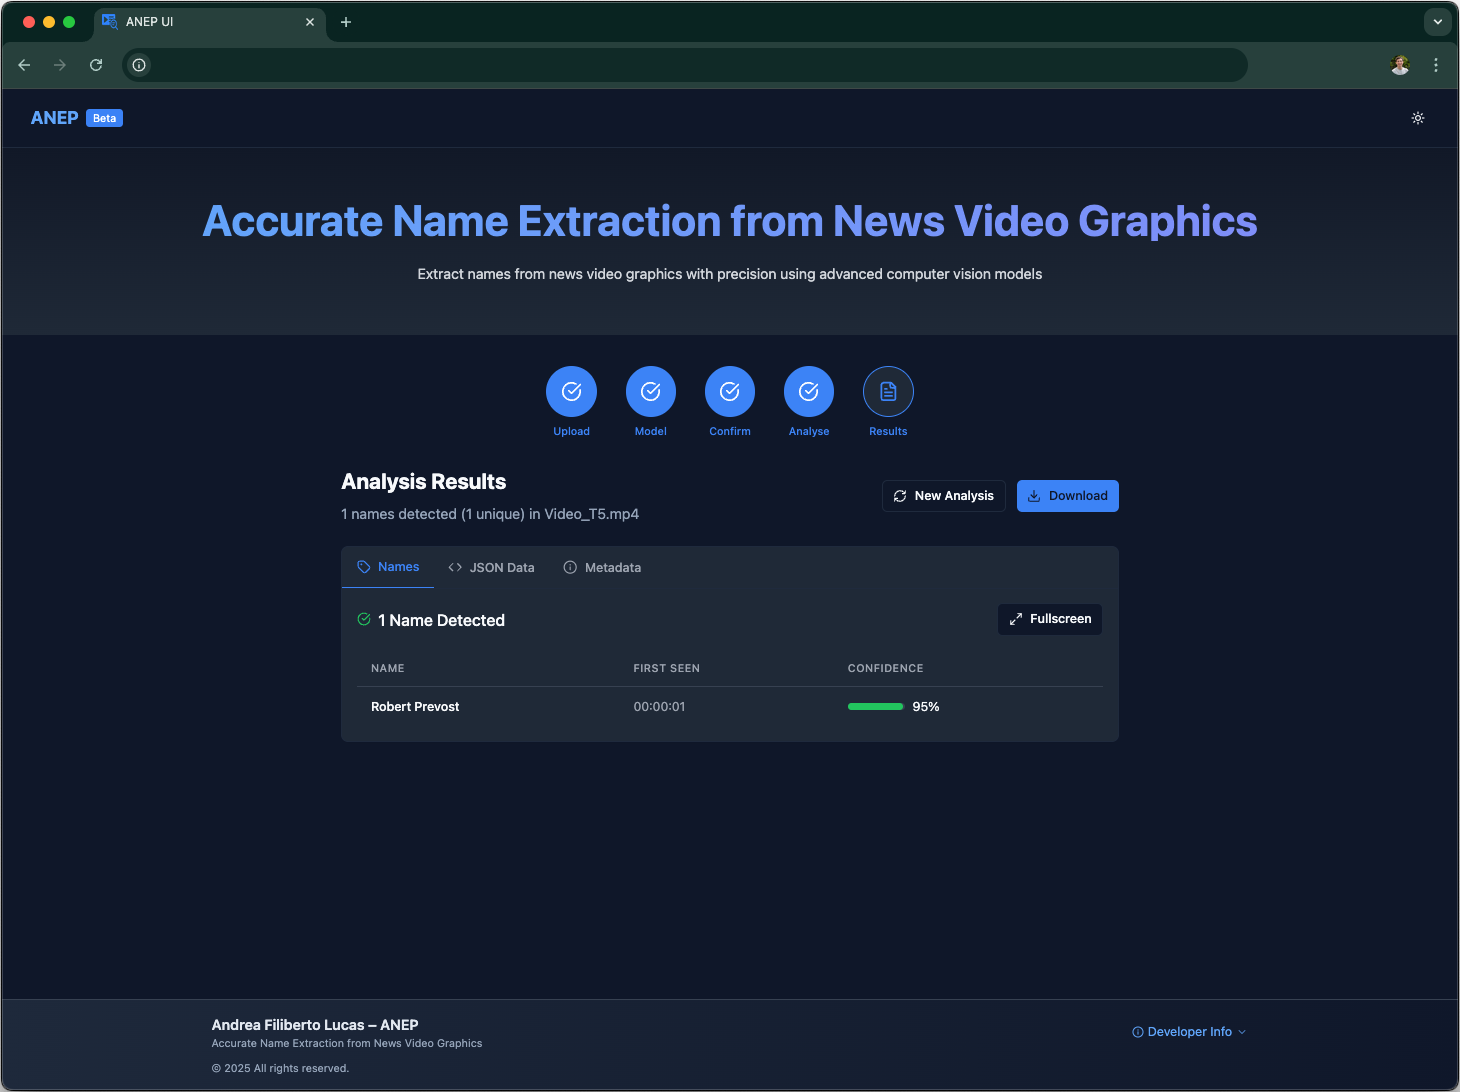 ANEP UI
ANEP Beta
Accurate Name Extraction from News Video Graphics
Extract names from news video graphics with precision using advanced computer vision models
Upload Model Confirm Analyse Results
Analysis Results
New Analysis Download
1 names detected (1 unique) in Video_T5.mp4
Names JSON Data Metadata
1 Name Detected Fullscreen
NAME FIRST SEEN CONFIDENCE
Robert Prevost 00:00:01 95%
Andrea Filiberto Lucas – ANEP
Developer Info
Accurate Name Extraction from News Video Graphics
© 2025 All rights reserved.